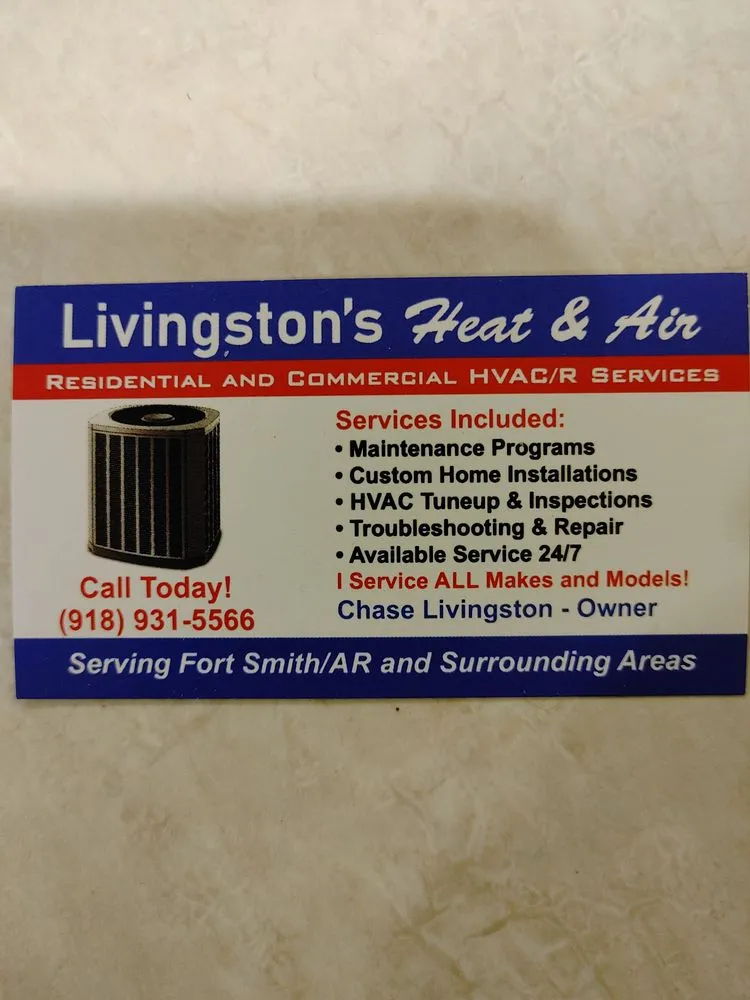 Livingston's Heat & Air
RESIDENTIAL AND COMMERCIAL HVAC/R SERVICES
Services Included:
• Maintenance Programs
• Custom Home Installations
• HVAC Tuneup & Inspections
• Troubleshooting & Repair
• Available Service 24/7
I Service ALL Makes and Models!
Chase Livingston - Owner
Call Today!
(918) 931-5566
Serving Fort Smith/AR and Surrounding Areas